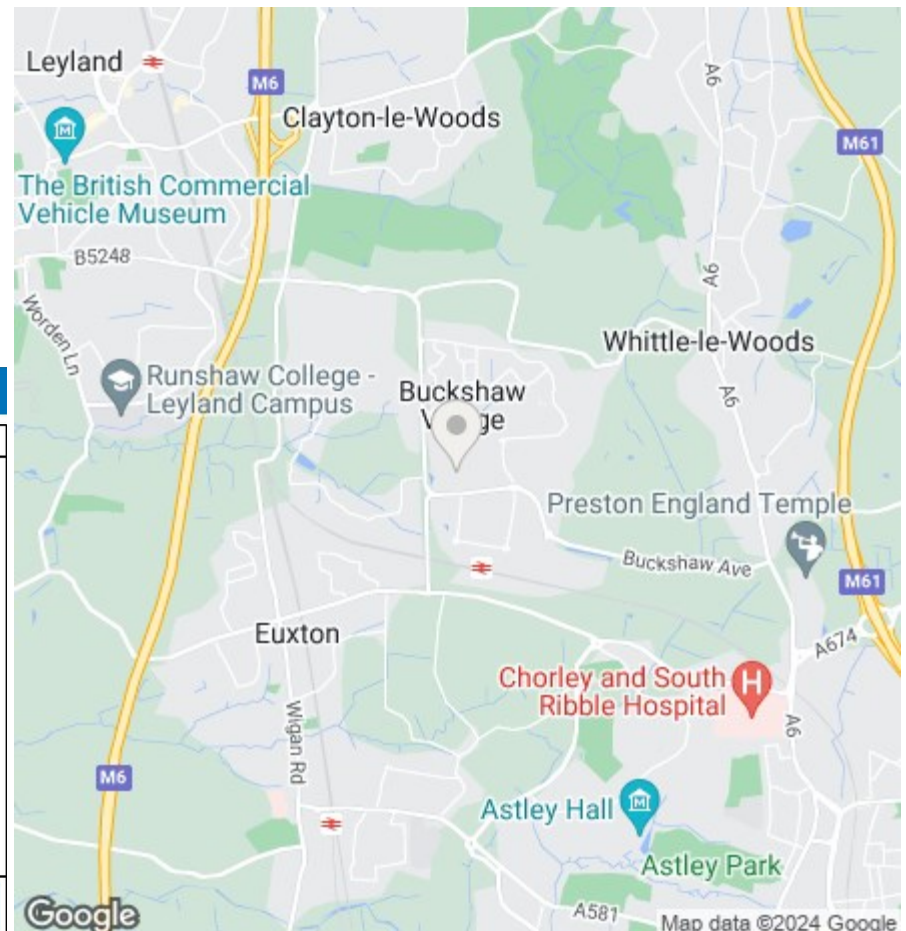 Leyland
M6
Clayton-le-Woods
A6
M61
The British Commercial
Vehicle Museum
B5248
A6
Worden Ln
Whittle-le-Woods
Runshaw College -
Leyland Campus
Buckshaw
A6
Preston England Temple
Buckshaw Ave
M61
Euxton
A674
Chorley and South
Ribble Hospital
H
Wigan Rd
A6
M6
Astley Hall
Astley Park
A581
Google
Map data ©2024 Google